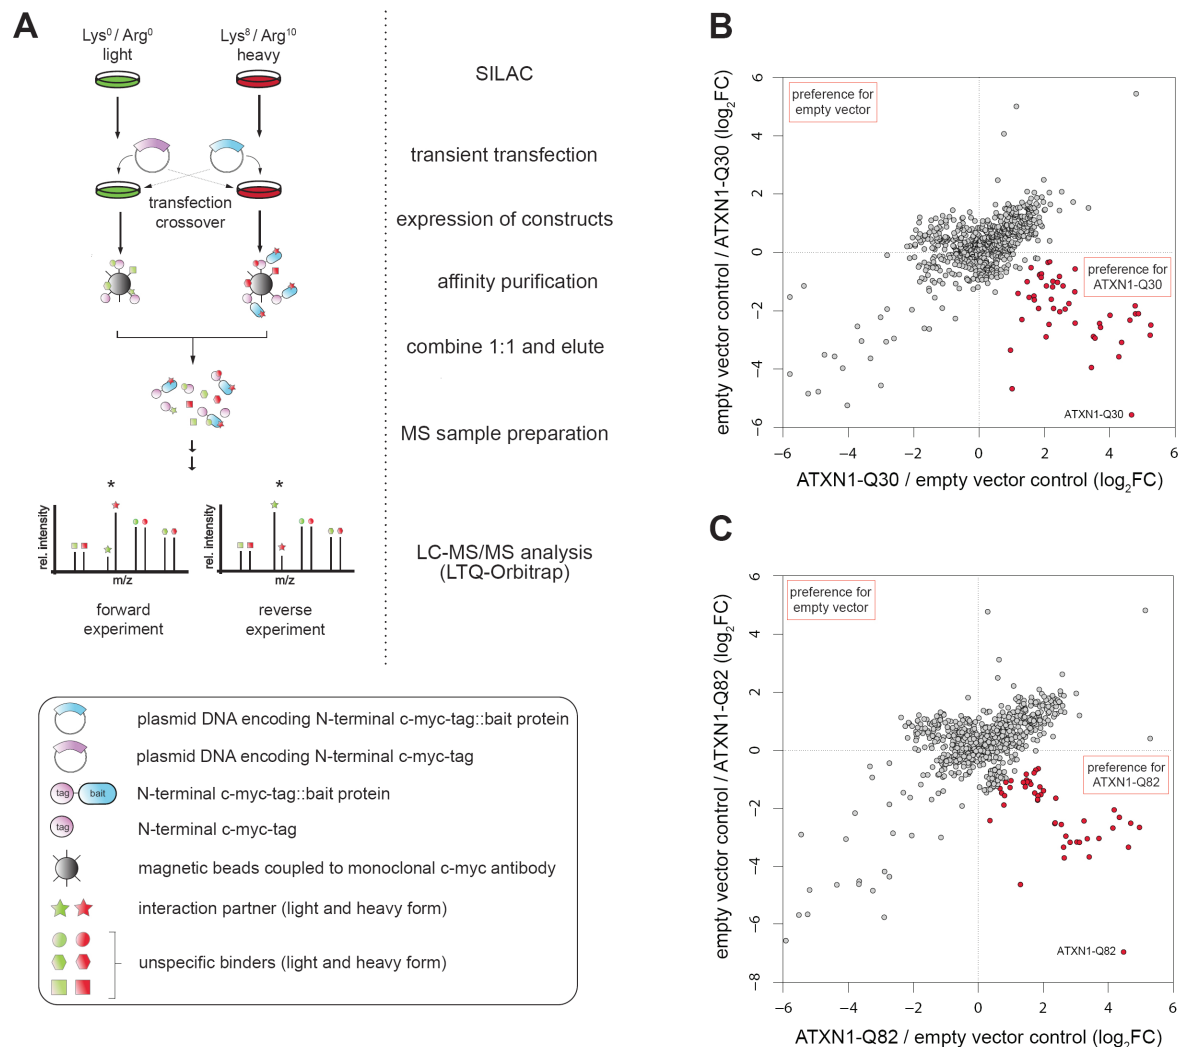 A
Lys⁰ / Arg⁰
light
Lys⁸ / Arg¹⁰
heavy
SILAC
transient transfection
transfection
crossover
expression of constructs
affinity purification
combine 1:1 and elute
MS sample preparation
*
*
rel. intensity
m/z
rel. intensity
m/z
forward
experiment
reverse
experiment
LC-MS/MS analysis
(LTQ-Orbitrap)
plasmid DNA encoding N-terminal c-myc-tag::bait protein
plasmid DNA encoding N-terminal c-myc-tag
tag
bait
N-terminal c-myc-tag::bait protein
tag
N-terminal c-myc-tag
magnetic beads coupled to monoclonal c-myc antibody
interaction partner (light and heavy form)
unspecific binders (light and heavy form)
B
empty vector control / ATXN1-Q30 (log₂FC)
6
4
2
0
−2
−4
−6
preference for
empty vector
preference for
ATXN1-Q30
ATXN1-Q30
−6
−4
−2
0
2
4
6
ATXN1-Q30 / empty vector control (log₂FC)
C
empty vector control / ATXN1-Q82 (log₂FC)
6
4
2
0
−2
−4
−6
−8
preference for
empty vector
preference for
ATXN1-Q82
ATXN1-Q82
−6
−4
−2
0
2
4
6
ATXN1-Q82 / empty vector control (log₂FC)